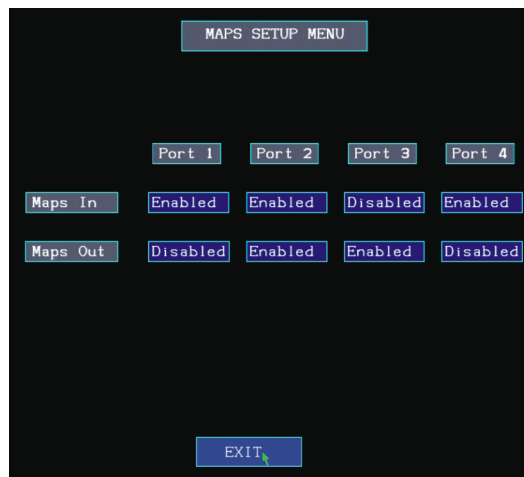 MAPS SETUP MENU
Port 1 Port 2 Port 3 Port 4
Maps In Enabled Enabled Disabled Enabled
Maps Out Disabled Enabled Enabled Disabled
EXIT